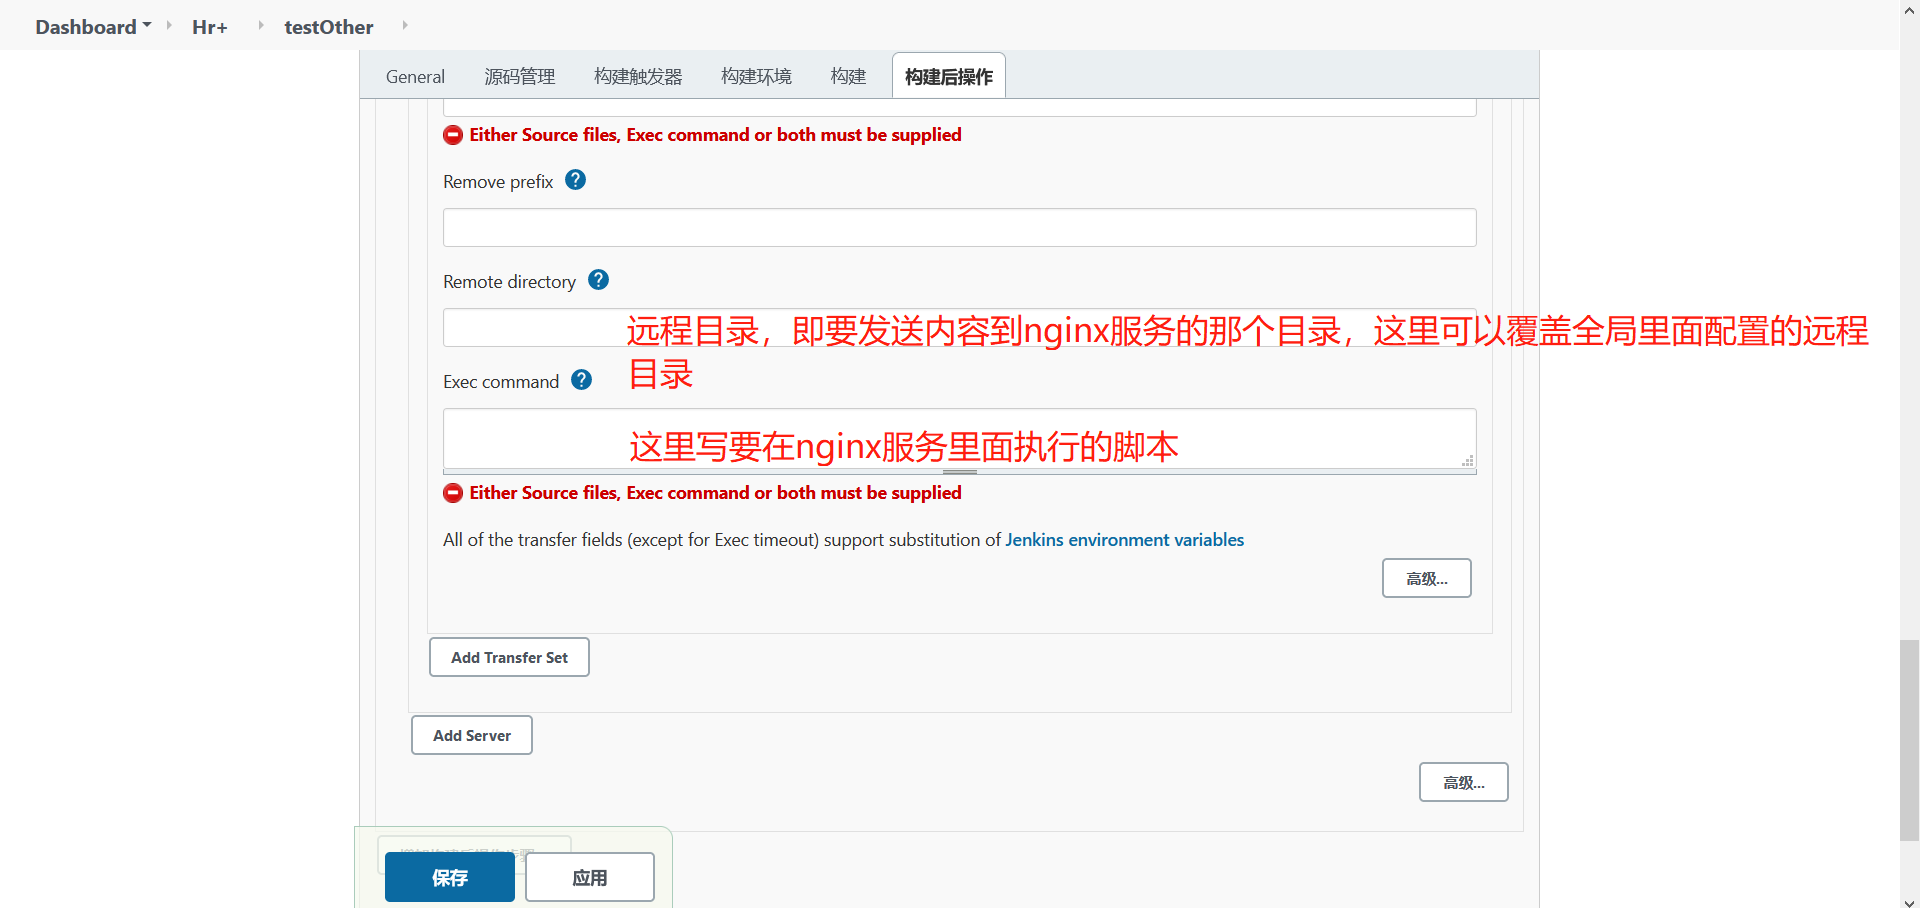 Dashboard Hr+ testOther
General 源码管理 构建触发器 构建环境 构建 构建后操作
Either Source files, Exec command or both must be supplied
Remove prefix ?
Remote directory ?
远程目录，即要发送内容到nginx服务的那个目录，这里可以覆盖全局里面配置的远程
目录
Exec command ?
这里写要在nginx服务里面执行的脚本
Either Source files, Exec command or both must be supplied
All of the transfer fields (except for Exec timeout) support substitution of Jenkins environment variables
高级...
Add Transfer Set
Add Server
高级...
保存 应用